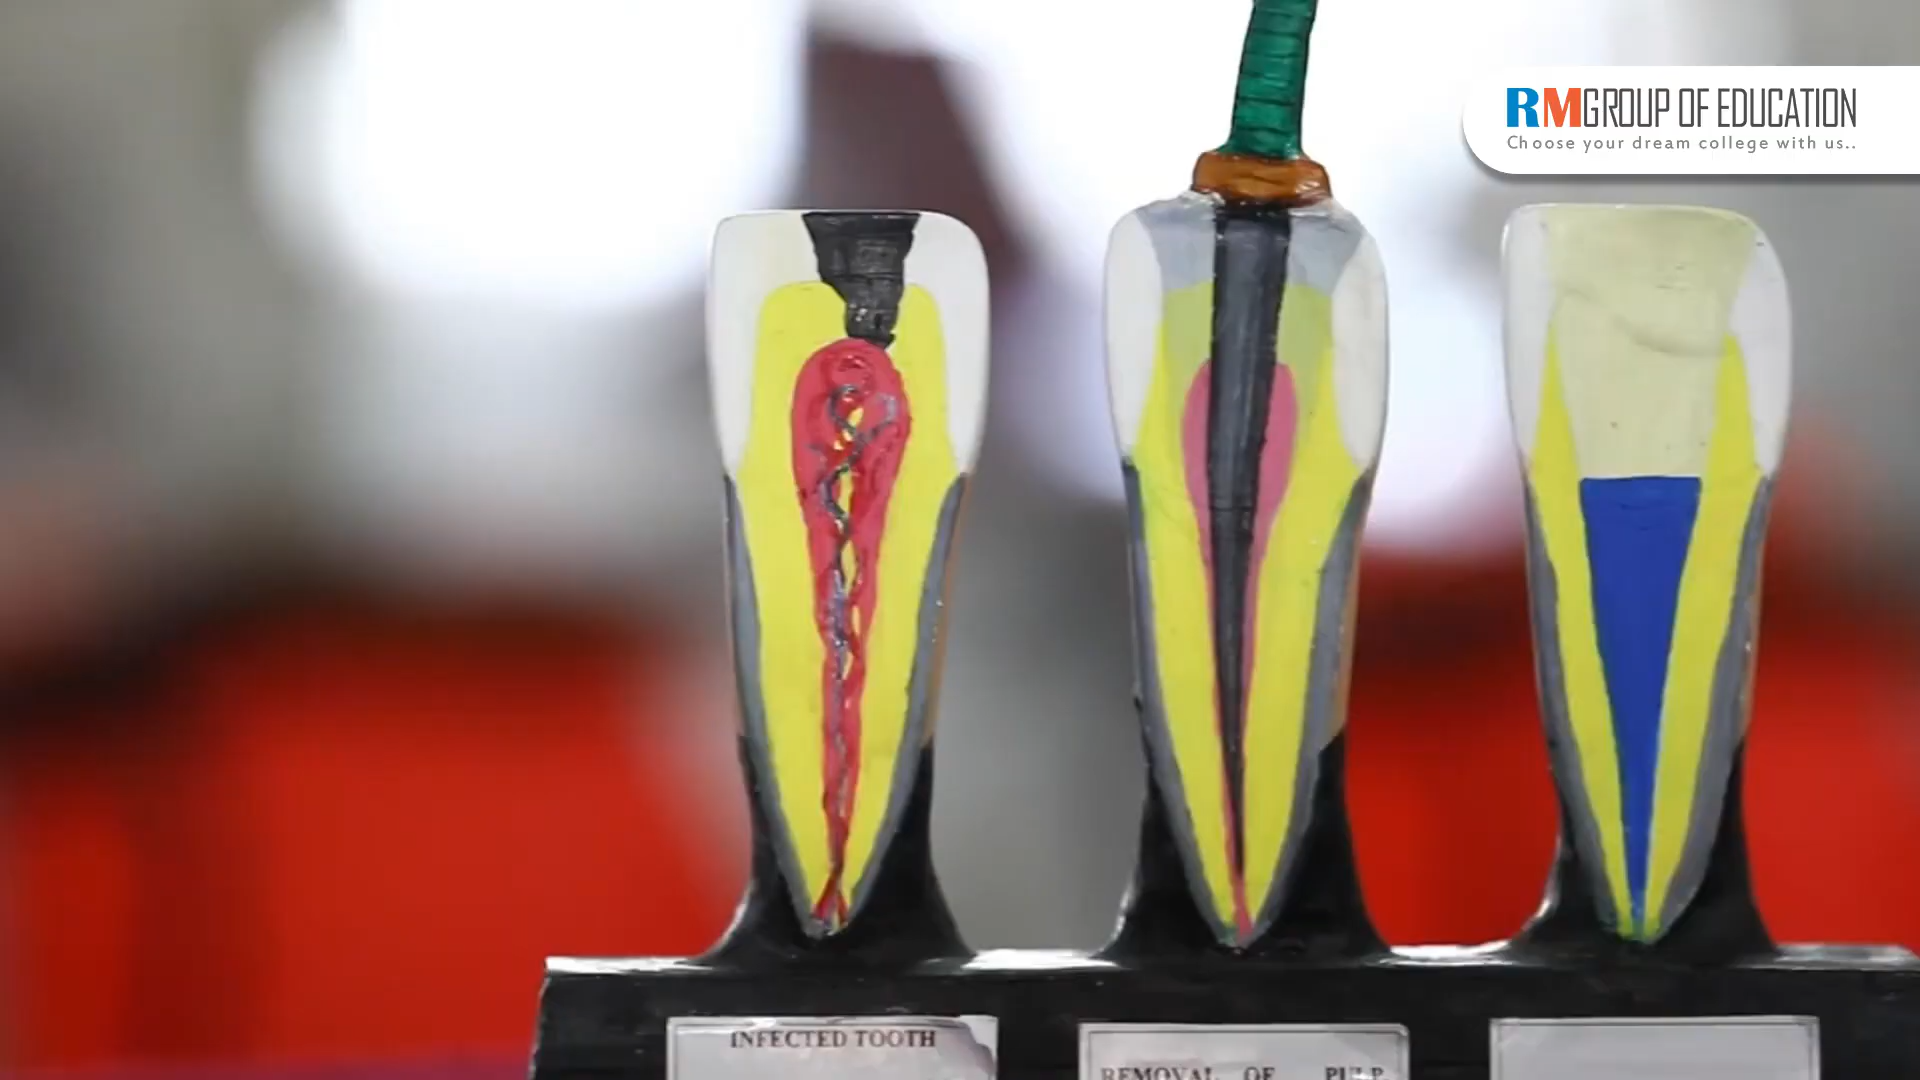 RMGROUP OF EDUCATION
Choose your dream college with us..
INFECTED TOOTH
REMOVAL OF PULP